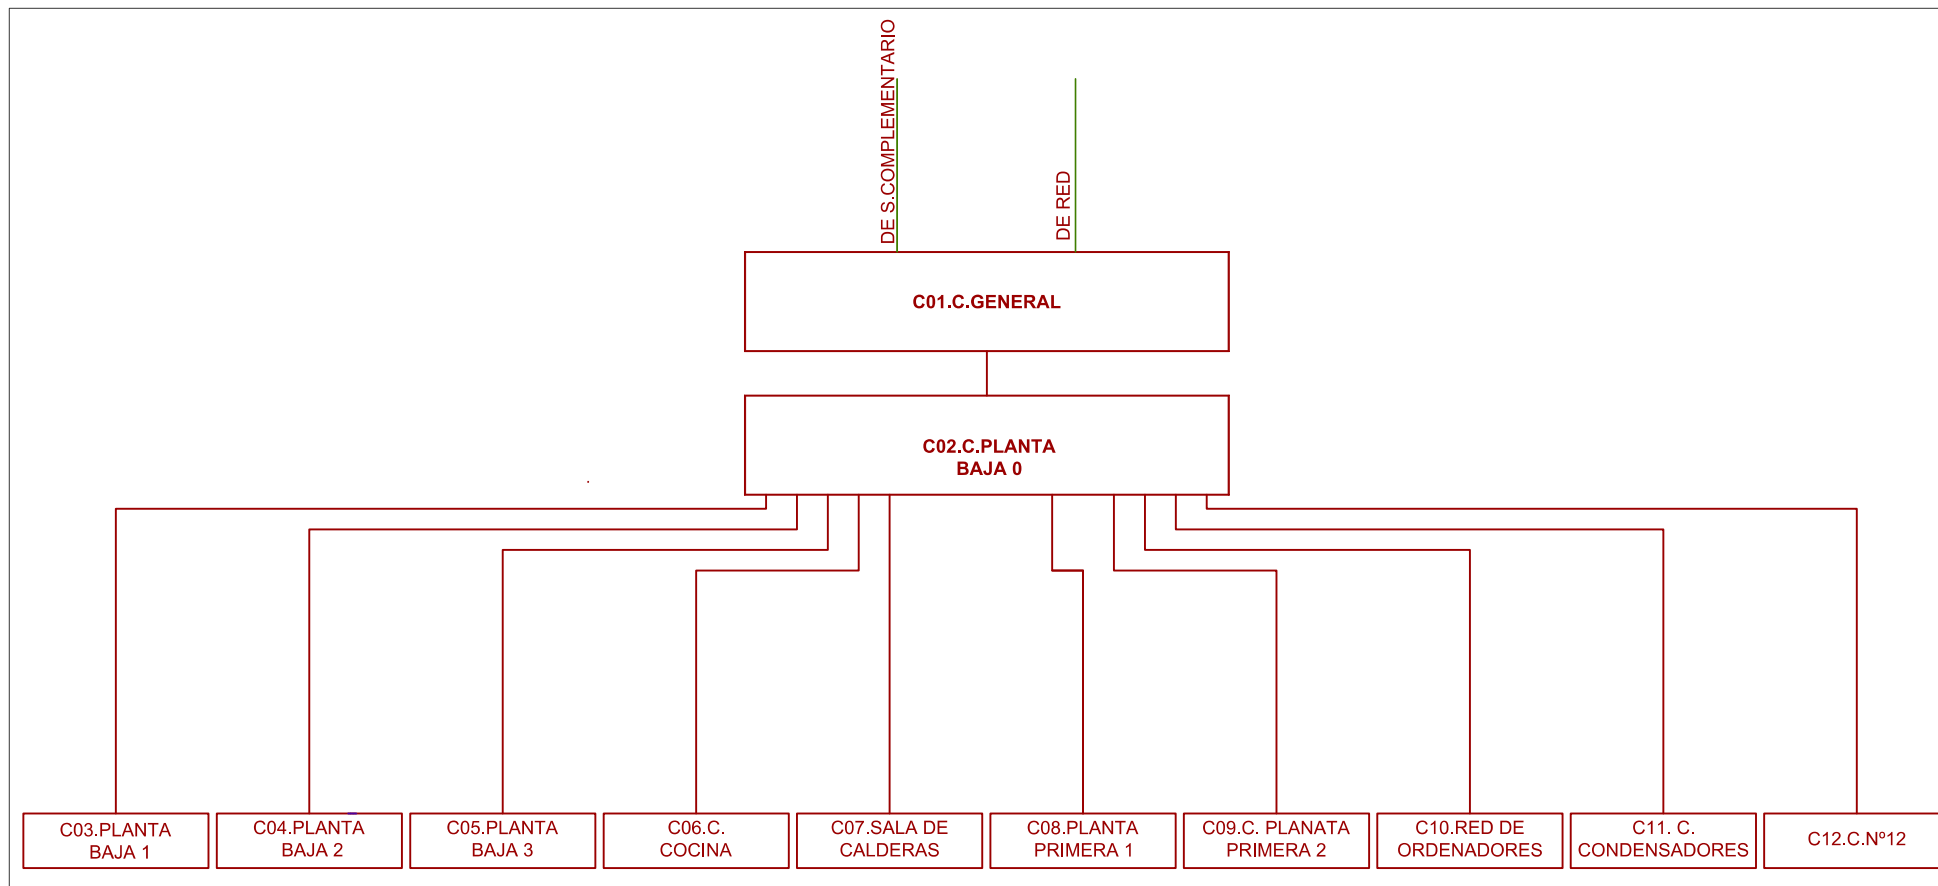 DE S.COMPLEMENTARIO
DE RED
C01.C.GENERAL
C02.C.PLANTA
BAJA 0
C03.PLANTA
BAJA 1
C04.PLANTA
BAJA 2
C05.PLANTA
BAJA 3
C06.C.
COCINA
C07.SALA DE
CALDERAS
C08.PLANTA
PRIMERA 1
C09.C. PLANATA
PRIMERA 2
C10.RED DE
ORDENADORES
C11. C.
CONDENSADORES
C12.C.Nº12